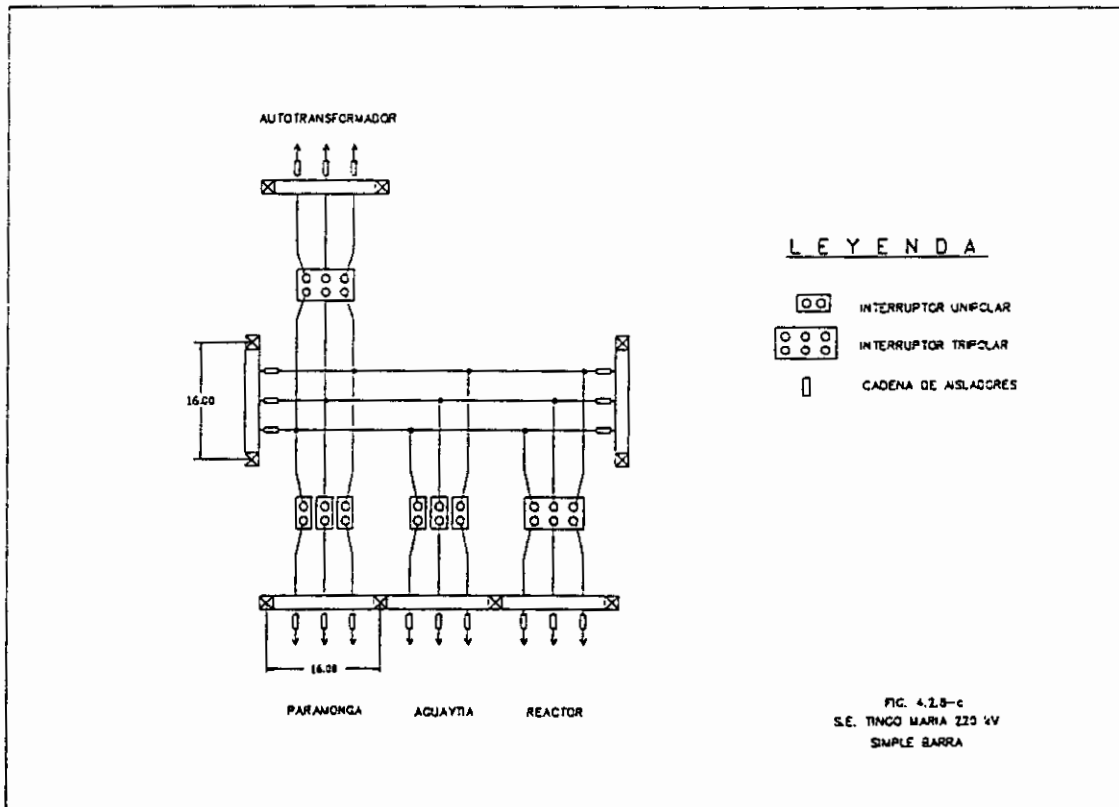 AUTOTRANSFORMADOR
L E Y E N D A
INTERRUPTOR UNIPOLAR
INTERRUPTOR TRIPOLAR
CADENA DE AISLADORES
16.00
16.00
PARAMONGA
AGUAYTIA
REACTOR
FIG. 4.2.8-c
S.E. TINGO MARIA 220 kV
SIMPLE BARRA